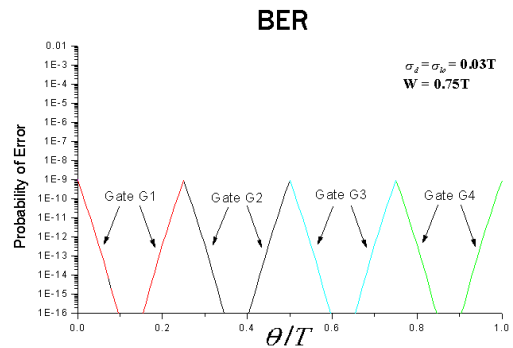 BER
0.01
1E-3
1E-4
1E-5
1E-6
1E-7
1E-8
1E-9
1E-10
1E-11
1E-12
1E-13
1E-14
1E-15
1E-16
Probability of Error
σ_d = σ_lo = 0.03T
W = 0.75T
Gate G1
Gate G2
Gate G3
Gate G4
0.0 0.2 0.4 0.6 0.8 1.0
θ/T